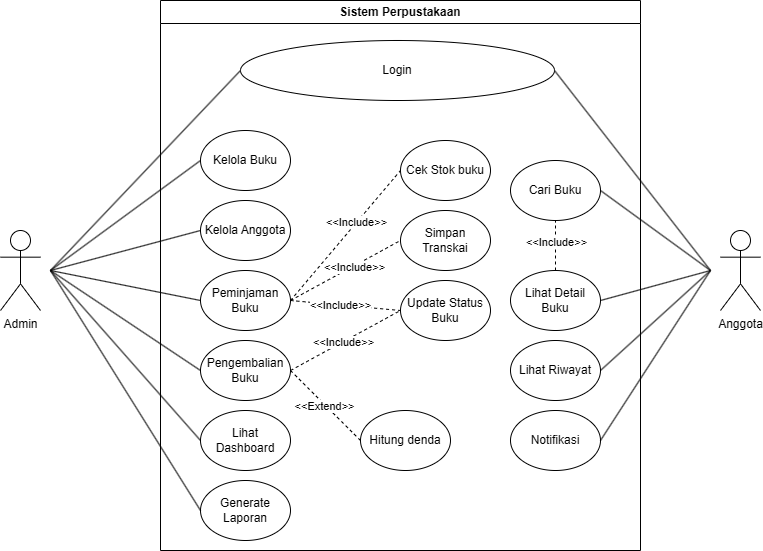 Sistem Perpustakaan
Login
Kelola Buku
Cek Stok buku
Cari Buku
<<Include>>
Kelola Anggota
Simpan
Transkai
<<Include>>
<<Include>>
Admin
Peminjaman
Buku
<<Include>>
Update Status
Buku
Lihat Detail
Buku
Anggota
<<Include>>
Pengembalian
Buku
Lihat Riwayat
<<Extend>>
Lihat
Dashboard
Hitung denda
Notifikasi
Generate
Laporan